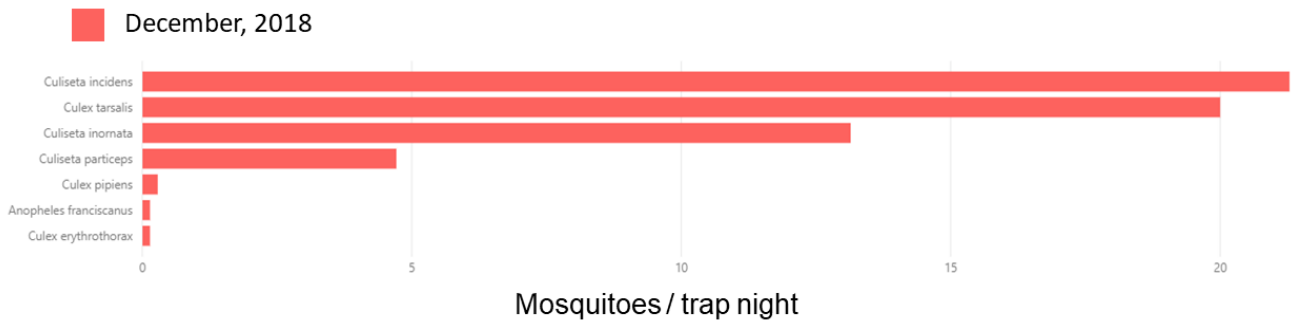 December, 2018
Culiseta incidens
Culex tarsalis
Culiseta inornata
Culiseta particeps
Culex pipiens
Anopheles franciscanus
Culex erythrothorax
0 5 10 15 20
Mosquitoes / trap night